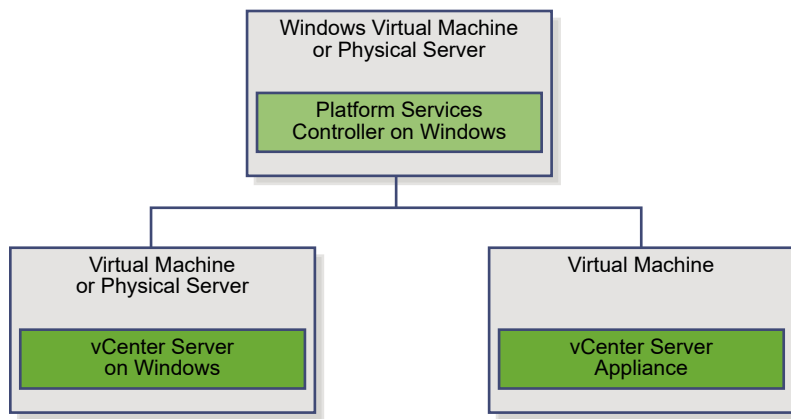 Windows Virtual Machine
or Physical Server
Platform Services
Controller on Windows
Virtual Machine
or Physical Server
vCenter Server
on Windows
Virtual Machine
vCenter Server
Appliance